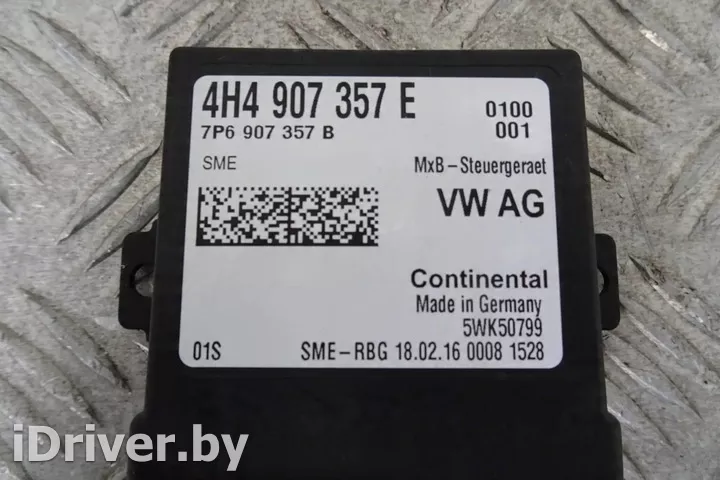 4H4 907 357 E
0100
7P6 907 357 B
001
SME
MxB-Steuergeraet
VW AG
Continental
Made in Germany
5WK50799
01S
SME-RBG 18.02.16 0008 1528
iDriver.by